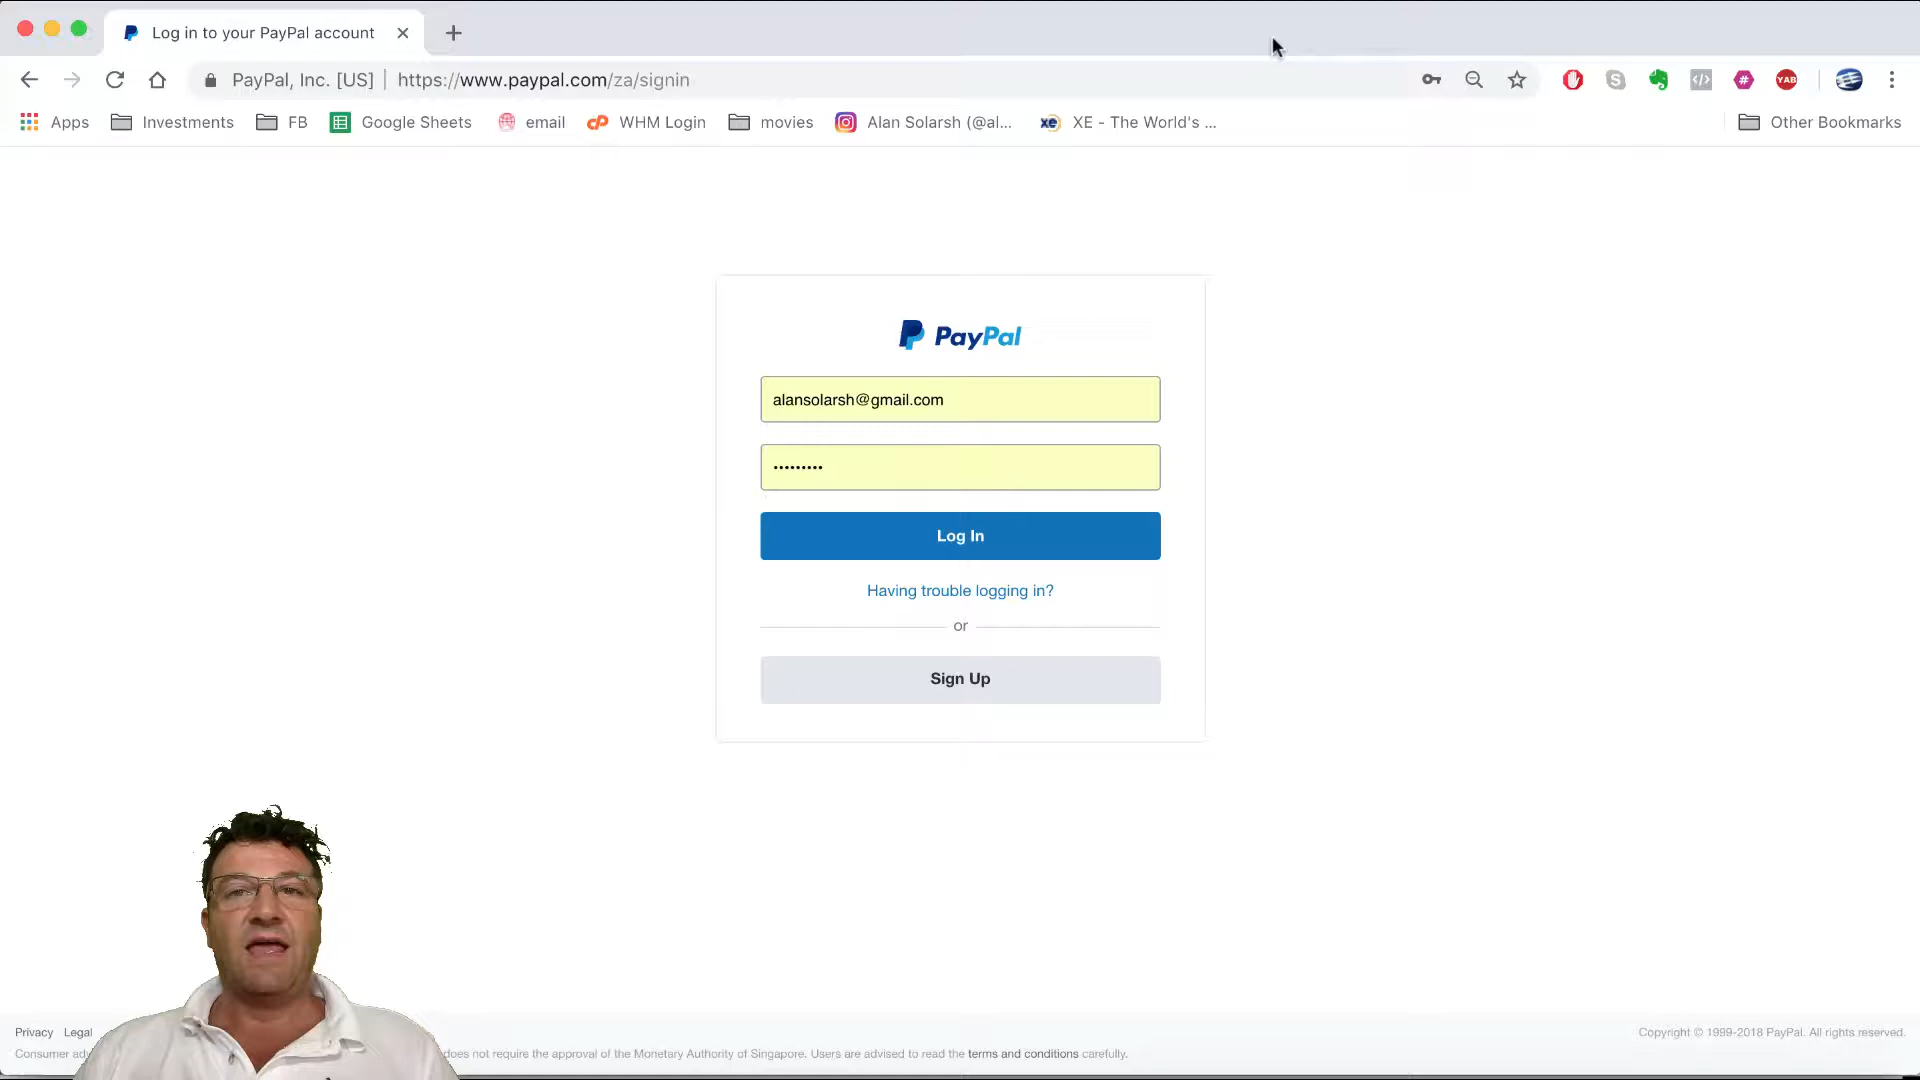 Log in to your PayPal account
PayPal, Inc. [US] https://www.paypal.com/za/signin
Apps Investments FB Google Sheets email WHM Login movies Alan Solarsh (@al... XE - The World's ... Other Bookmarks
PayPal
alansolarsh@gmail.com
•••••••••
Log In
Having trouble logging in?
or
Sign Up
Privacy Legal
Copyright © 1999-2018 PayPal. All rights reserved.
Consumer does not require the approval of the Monetary Authority of Singapore. Users are advised to read the terms and conditions carefully.